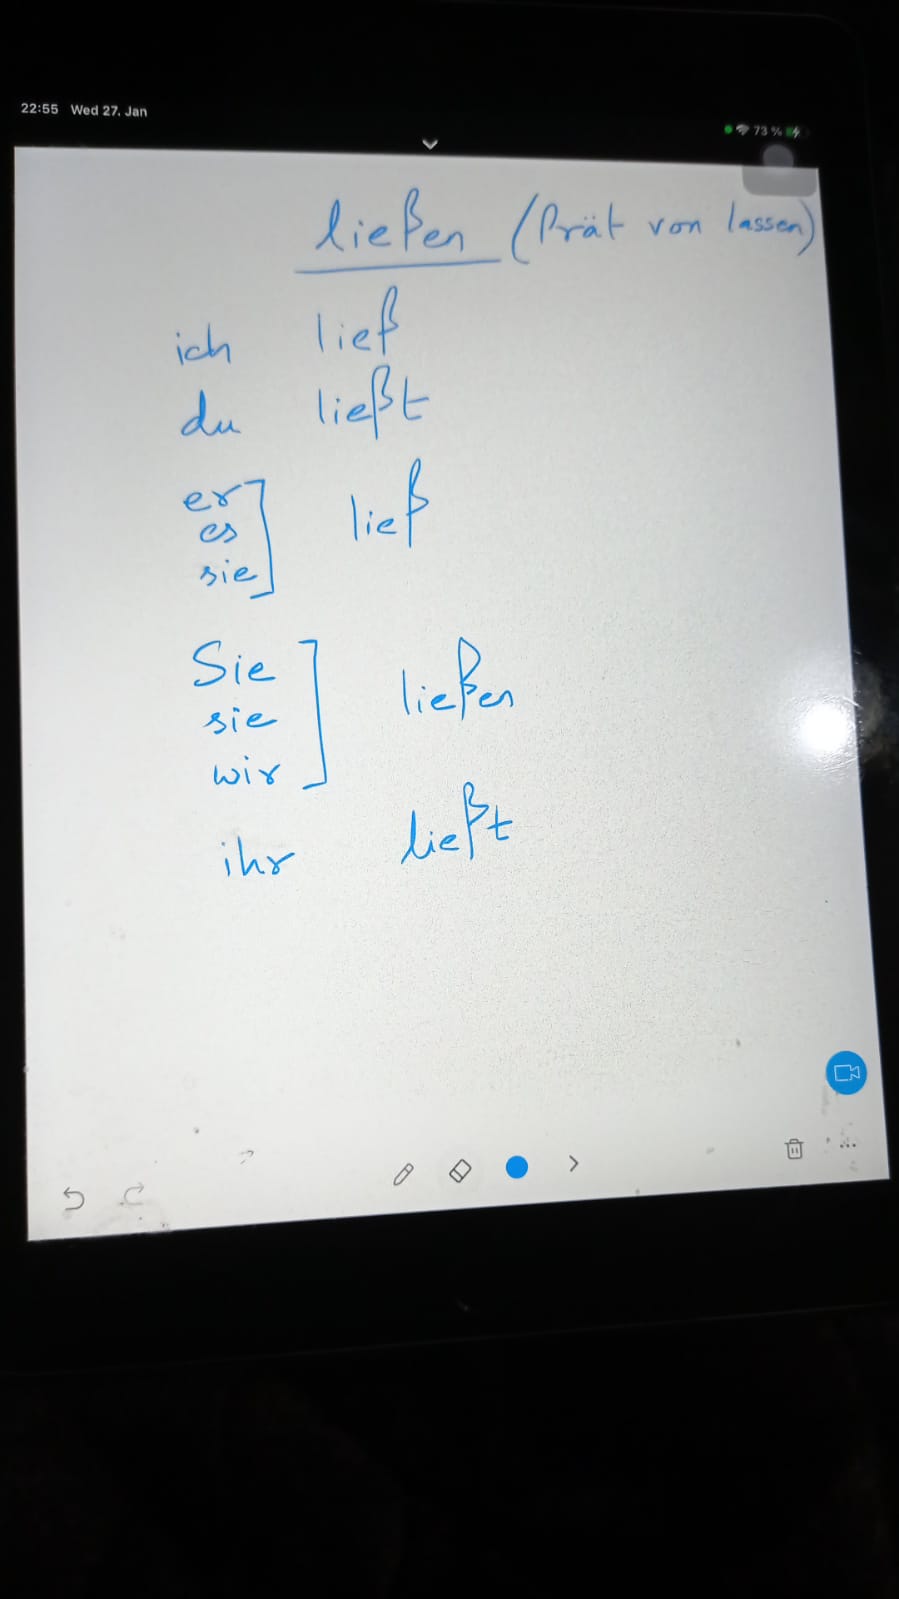 22:55 Wed 27. Jan
73 %
ließen (Prät von lassen)
ich ließ
du ließt
er
es
sie
ließ
Sie
sie
wir
ließen
ihr ließt